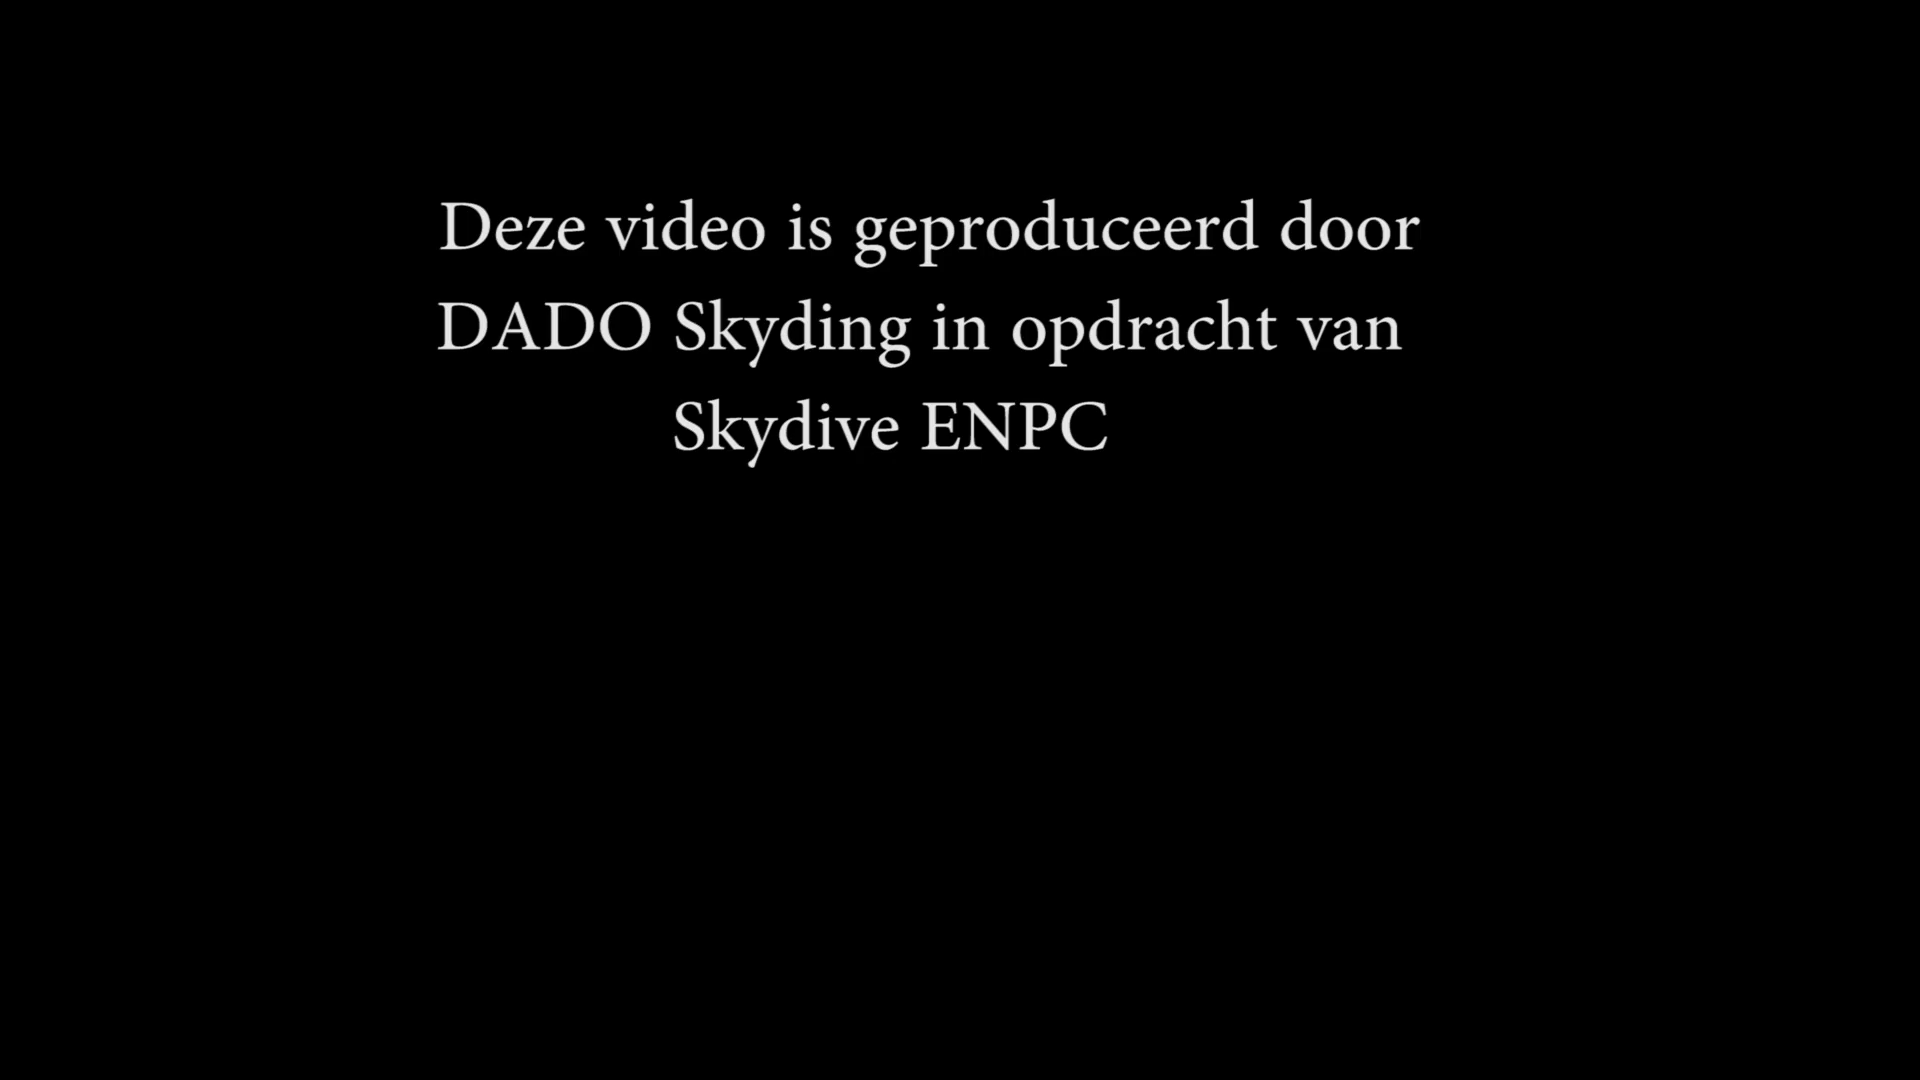 Deze video is geproduceerd door
DADO Skyding in opdracht van
Skydive ENPC